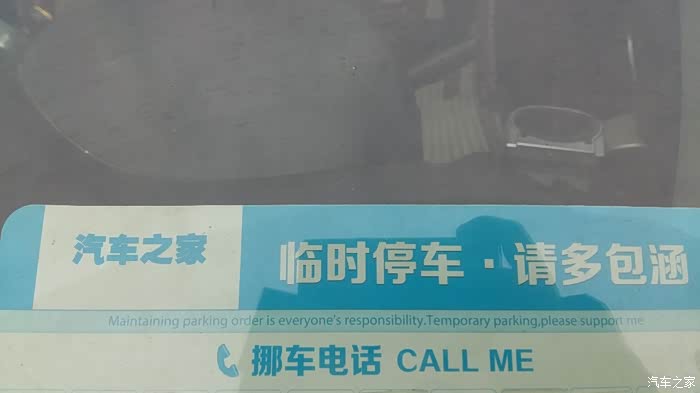 汽车之家
临时停车·请多包涵
Maintaining parking order is everyone's responsibility.Temporary parking,please support me
挪车电话 CALL ME
汽车之家